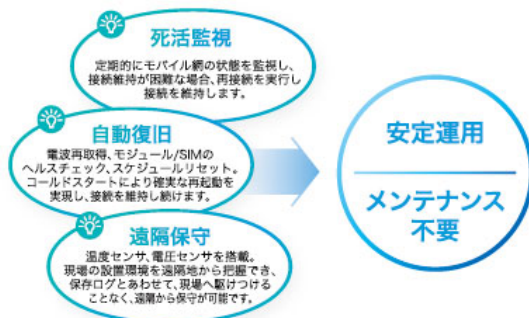 死活監視
定期的にモバイル網の状態を監視し、
接続維持が困難な場合、再接続を実行し
接続を維持します。
自動復旧
電波再取得、モジュール/SIMの
ヘルスチェック、スケジュールリセット。
コールドスタートにより確実な再起動を
実現し、接続を維持し続けます。
遠隔保守
温度センサ、電圧センサを搭載。
現場の設置環境を遠隔地から把握でき、
保存ログとあわせて、現場へ駆けつける
ことなく、遠隔から保守が可能です。
安定運用
メンテナンス
不要